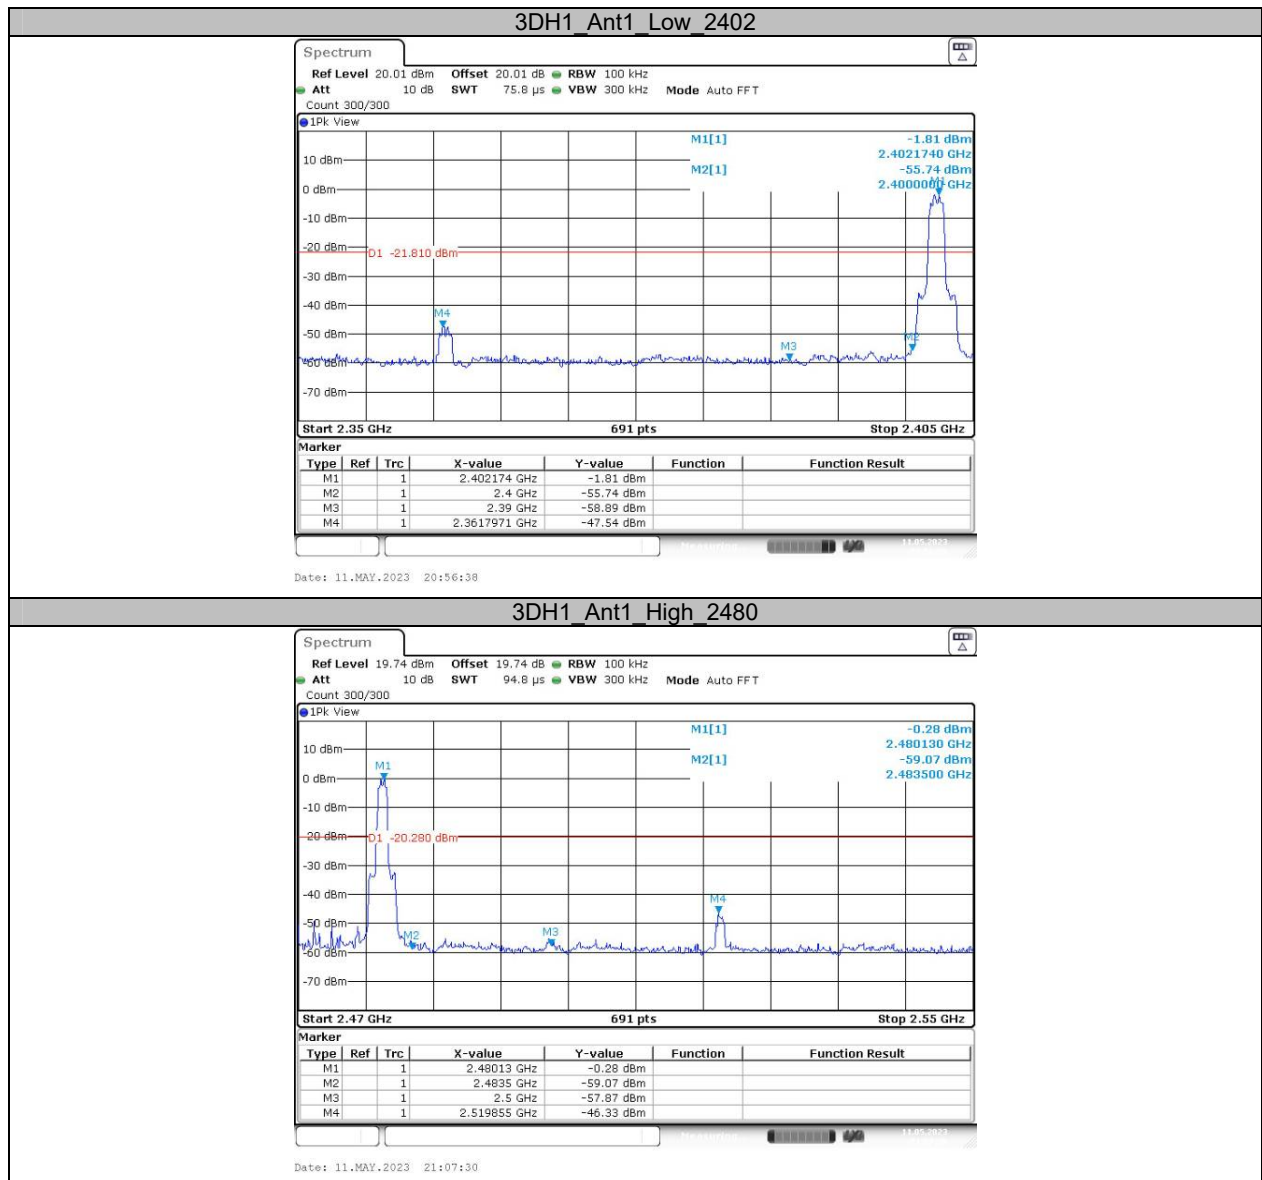 3DH1_Ant1_Low_2402
Spectrum
Ref Level 20.01 dBm Offset 20.01 dB RBW 100 kHz
Att 10 dB SWT 75.8 µs VBW 300 kHz Mode Auto FFT
Count 300/300
1Pk View
M1[1] -1.81 dBm
2.4021740 GHz
M2[1] -55.74 dBm
2.4000000 GHz
M1
10 dBm
0 dBm
-10 dBm
-20 dBm
D1 -21.810 dBm
-30 dBm
-40 dBm
M4
-50 dBm
M3
M2
-60 dBm
-70 dBm
Start 2.35 GHz 691 pts Stop 2.405 GHz
Marker
Type Ref Trc X-value Y-value Function Function Result
M1 1 2.402174 GHz -1.81 dBm
M2 1 2.4 GHz -55.74 dBm
M3 1 2.39 GHz -58.89 dBm
M4 1 2.3617971 GHz -47.54 dBm
11.05.2023
Date: 11.MAY.2023 20:56:38
3DH1_Ant1_High_2480
Spectrum
Ref Level 19.74 dBm Offset 19.74 dB RBW 100 kHz
Att 10 dB SWT 94.8 µs VBW 300 kHz Mode Auto FFT
Count 300/300
1Pk View
M1[1] -0.28 dBm
2.480130 GHz
M2[1] -59.07 dBm
2.483500 GHz
10 dBm
M1
0 dBm
-10 dBm
-20 dBm
D1 -20.280 dBm
-30 dBm
-40 dBm
M4
-50 dBm
M2
M3
-60 dBm
-70 dBm
Start 2.47 GHz 691 pts Stop 2.55 GHz
Marker
Type Ref Trc X-value Y-value Function Function Result
M1 1 2.48013 GHz -0.28 dBm
M2 1 2.4835 GHz -59.07 dBm
M3 1 2.5 GHz -57.87 dBm
M4 1 2.519855 GHz -46.33 dBm
11.05.2023
Date: 11.MAY.2023 21:07:30